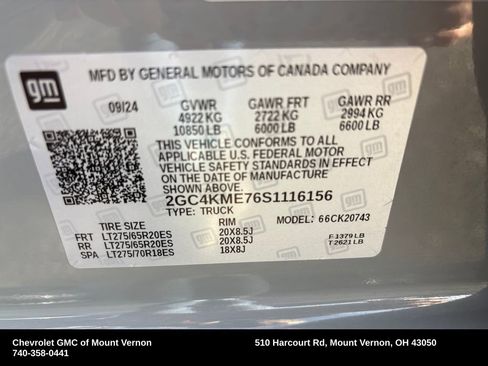 gm
MFD BY GENERAL MOTORS OF CANADA COMPANY
09/24 GVWR GAWR FRT GAWR RR
4922 KG 2722 KG 2994 KG
10850 LB 6000 LB 6600 LB
THIS VEHICLE CONFORMS TO ALL
APPLICABLE U.S. FEDERAL MOTOR
VEHICLE SAFETY STANDARDS IN EFFECT
ON THE DATE OF MANUFACTURE
SHOWN ABOVE.
2GC4KME76S1116156
TYPE: TRUCK MODEL: 66CK20743
TIRE SIZE RIM
FRT LT275/65R20ES 20X8.5J F 1379 LB
RR LT275/65R20ES 20X8.5J T 2621 LB
SPA LT275/70R18ES 18X8J
Chevrolet GMC of Mount Vernon 510 Harcourt Rd, Mount Vernon, OH 43050
740-358-0441